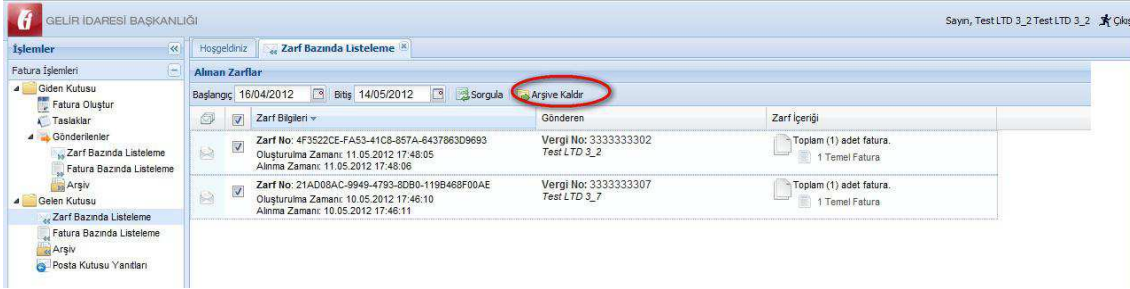 GELİR İDARESİ BAŞKANLIĞI
Sayın, Test LTD 3_2 Test LTD 3_2 Çıkış
İşlemler
Hoşgeldiniz
Zarf Bazında Listeleme
Fatura İşlemleri
Giden Kutusu
Fatura Oluştur
Taslaklar
Gönderilenler
Zarf Bazında Listeleme
Fatura Bazında Listeleme
Arşiv
Gelen Kutusu
Zarf Bazında Listeleme
Fatura Bazında Listeleme
Arşiv
Posta Kutusu Yanıtları
Alınan Zarflar
Başlangıç 16/04/2012 Bitiş 14/05/2012 Sorgula Arşive Kaldır
Zarf Bilgileri Gönderen Zarf İçeriği
Zarf No: 4F3522CE-FA53-41C8-857A-6437863D9693
Oluşturulma Zamanı: 11.05.2012 17:48:05
Alınma Zamanı: 11.05.2012 17:48:06
Vergi No: 3333333302
Test LTD 3_2
Toplam (1) adet fatura.
1 Temel Fatura
Zarf No: 21AD08AC-9949-4793-8DB0-119B468F00AE
Oluşturulma Zamanı: 10.05.2012 17:46:10
Alınma Zamanı: 10.05.2012 17:46:11
Vergi No: 3333333307
Test LTD 3_7
Toplam (1) adet fatura.
1 Temel Fatura